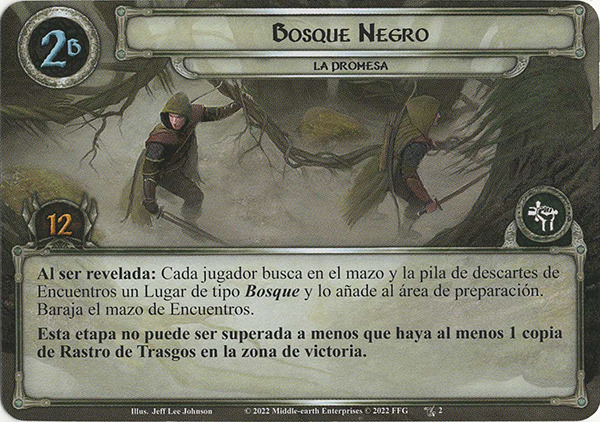 2B
BOSQUE NEGRO
LA PROMESA
12
Al ser revelada: Cada jugador busca en el mazo y la pila de descartes de
Encuentros un Lugar de tipo Bosque y lo añade al área de preparación.
Baraja el mazo de Encuentros.
Esta etapa no puede ser superada a menos que haya al menos 1 copia
de Rastro de Trasgos en la zona de victoria.
Illus. Jeff Lee Johnson © 2022 Middle-earth Enterprises © 2022 FFG 2